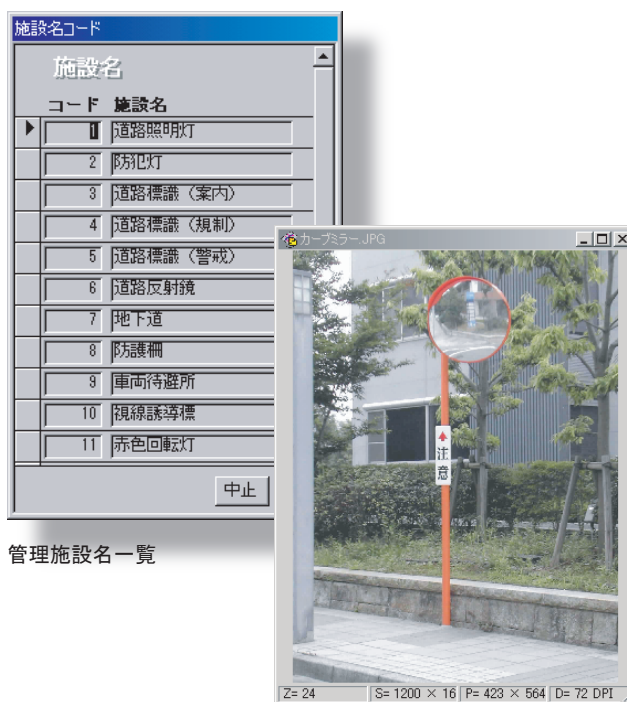 施設名コード
施設名
コード 施設名
1 道路照明灯
2 防犯灯
3 道路標識（案内）
4 道路標識（規制）
5 道路標識（警戒）
6 道路反射鏡
7 地下道
8 防護柵
9 車両待避所
10 視線誘導標
11 赤色回転灯
中止
管理施設名一覧
カーブミラー.JPG
注意
Z= 24 S= 1200 × 16 P= 423 × 564 D= 72 DPI